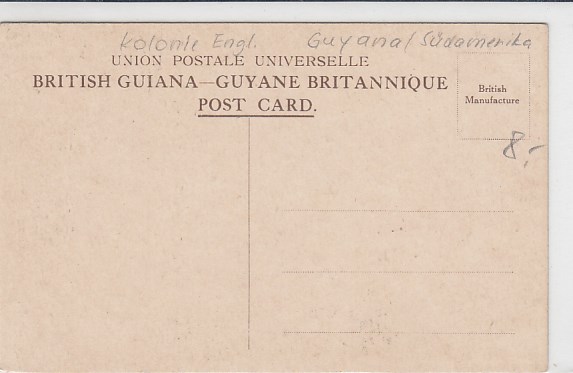 Kolonie Engl. Guyana / Südamerika
UNION POSTALE UNIVERSELLE
BRITISH GUIANA—GUYANE BRITANNIQUE
POST CARD.
British
Manufacture
8,-